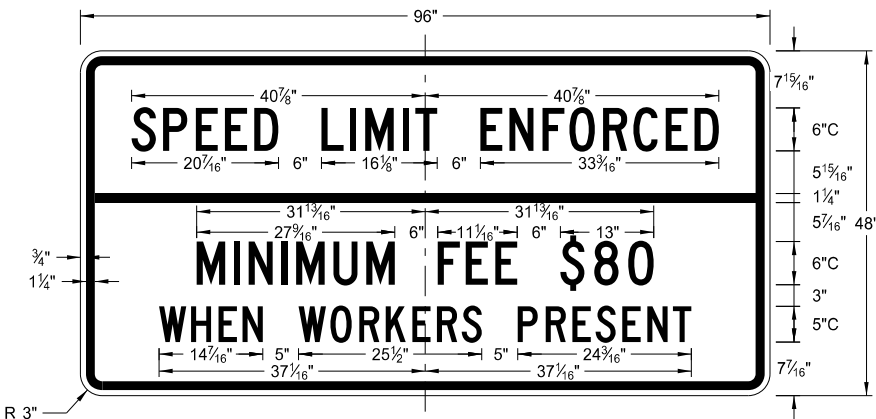 96"
7 15/16"
40⅞" 40⅞"
SPEED LIMIT ENFORCED
6"C
20 7/16" 6" 16⅛" 6" 33 3/16"
5 15/16"
1¼"
31 13/16" 31 13/16"
5 7/16"
48"
27 9/16" 6" 11 1/16" 6" 13"
¾"
MINIMUM FEE $80
6"C
1¼"
3"
WHEN WORKERS PRESENT
5"C
14 7/16" 5" 25½" 5" 24 3/16"
37 1/16" 37 1/16"
7 7/16"
R 3"